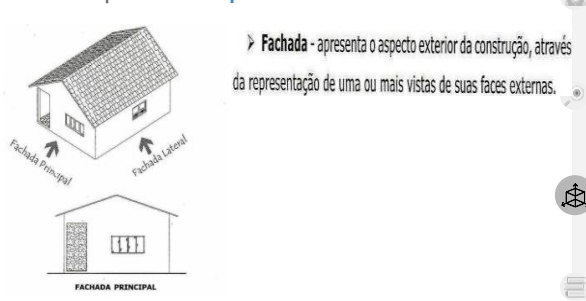 ➢ Fachada - apresenta o aspecto exterior da construção, através
da representação de uma ou mais vistas de suas faces externas.
Fachada Principal
Fachada Lateral
FACHADA PRINCIPAL